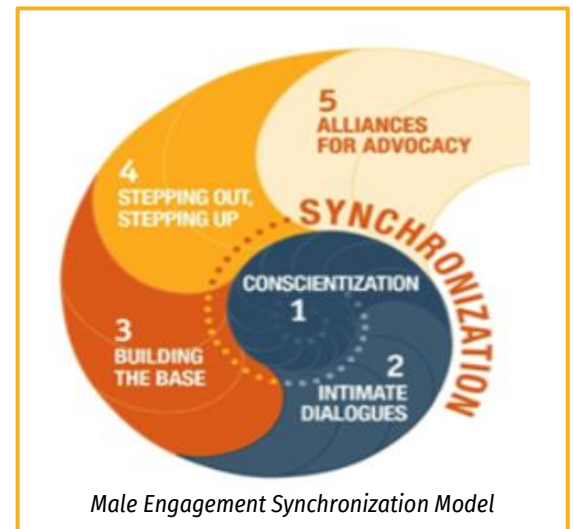 5
ALLIANCES
FOR ADVOCACY
4
STEPPING OUT,
STEPPING UP
SYNCHRONIZATION
CONSCIENTIZATION
1
3
BUILDING
THE BASE
2
INTIMATE
DIALOGUES
Male Engagement Synchronization Model